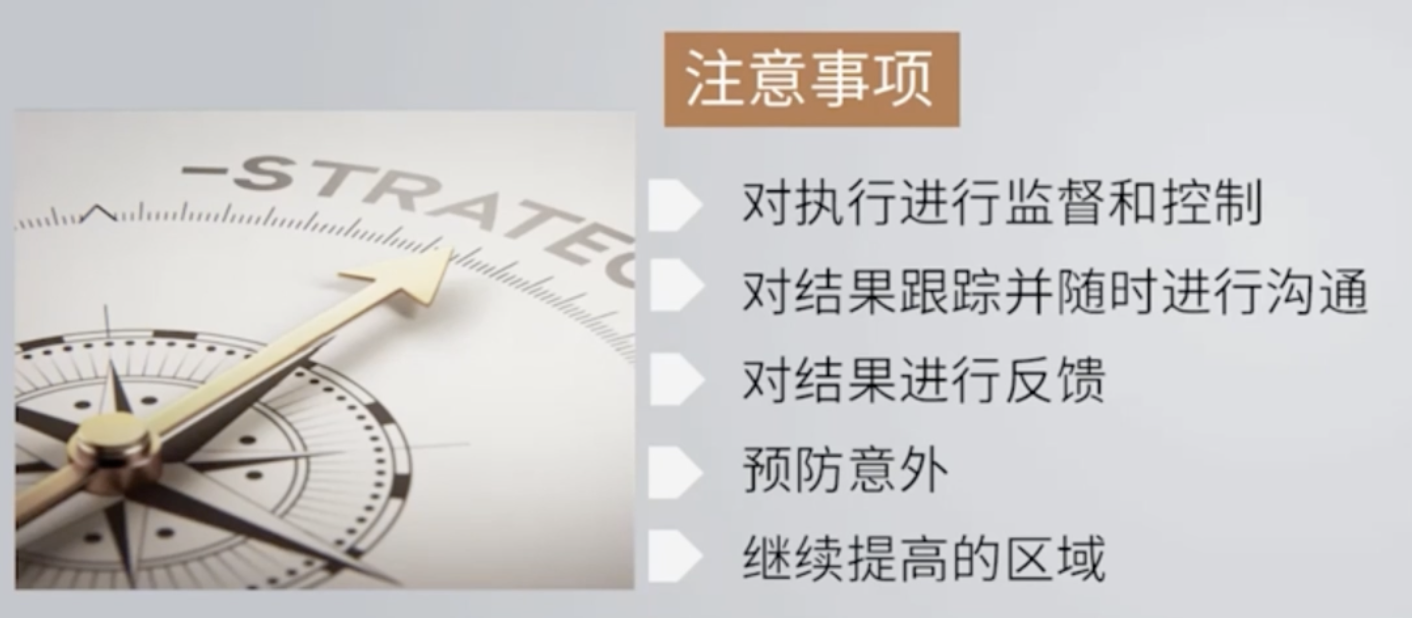 注意事项
-STRATEG
对执行进行监督和控制
对结果跟踪并随时进行沟通
对结果进行反馈
预防意外
继续提高的区域